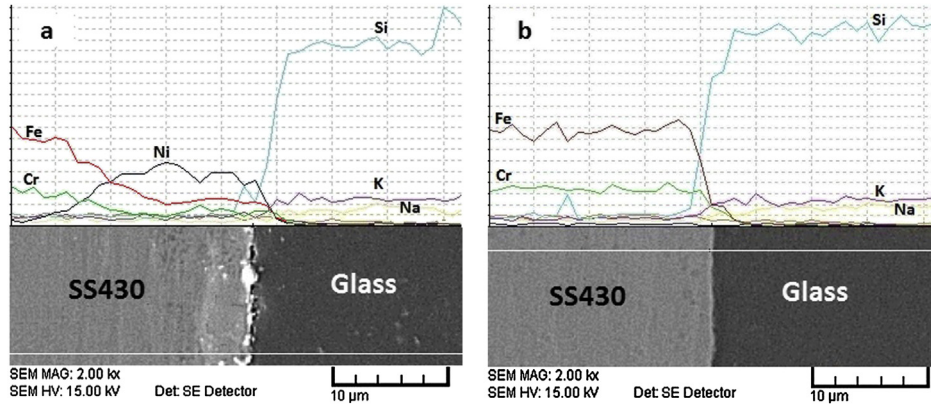 a
Si
Fe
Ni
Cr
K
Na
SS430
Glass
SEM MAG: 2.00 kx
SEM HV: 15.00 kV Det: SE Detector
10 µm
b
Si
Fe
Cr
K
Na
SS430
Glass
SEM MAG: 2.00 kx
SEM HV: 15.00 kV Det: SE Detector
10 µm